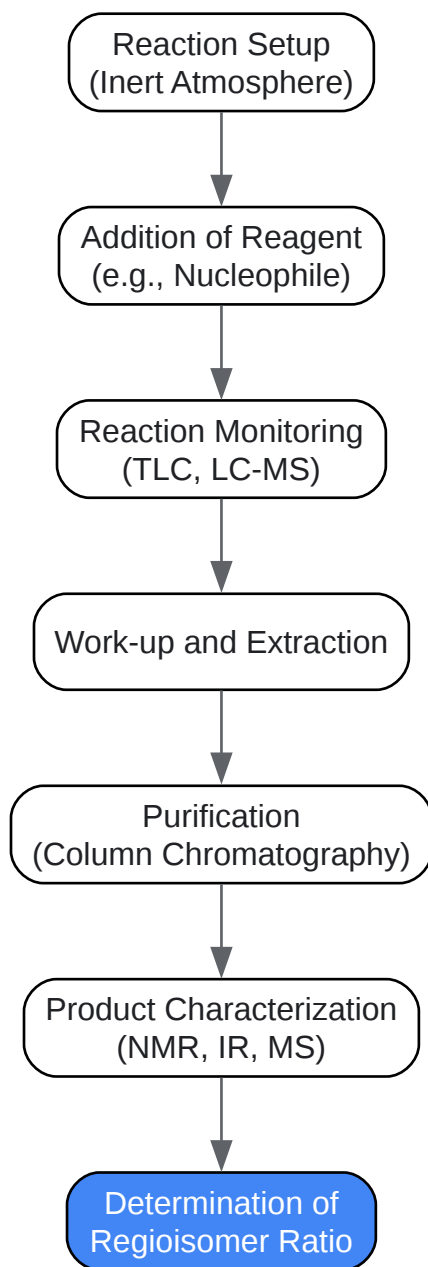 Reaction Setup
(Inert Atmosphere)
Addition of Reagent
(e.g., Nucleophile)
Reaction Monitoring
(TLC, LC-MS)
Work-up and Extraction
Purification
(Column Chromatography)
Product Characterization
(NMR, IR, MS)
Determination of
Regioisomer Ratio